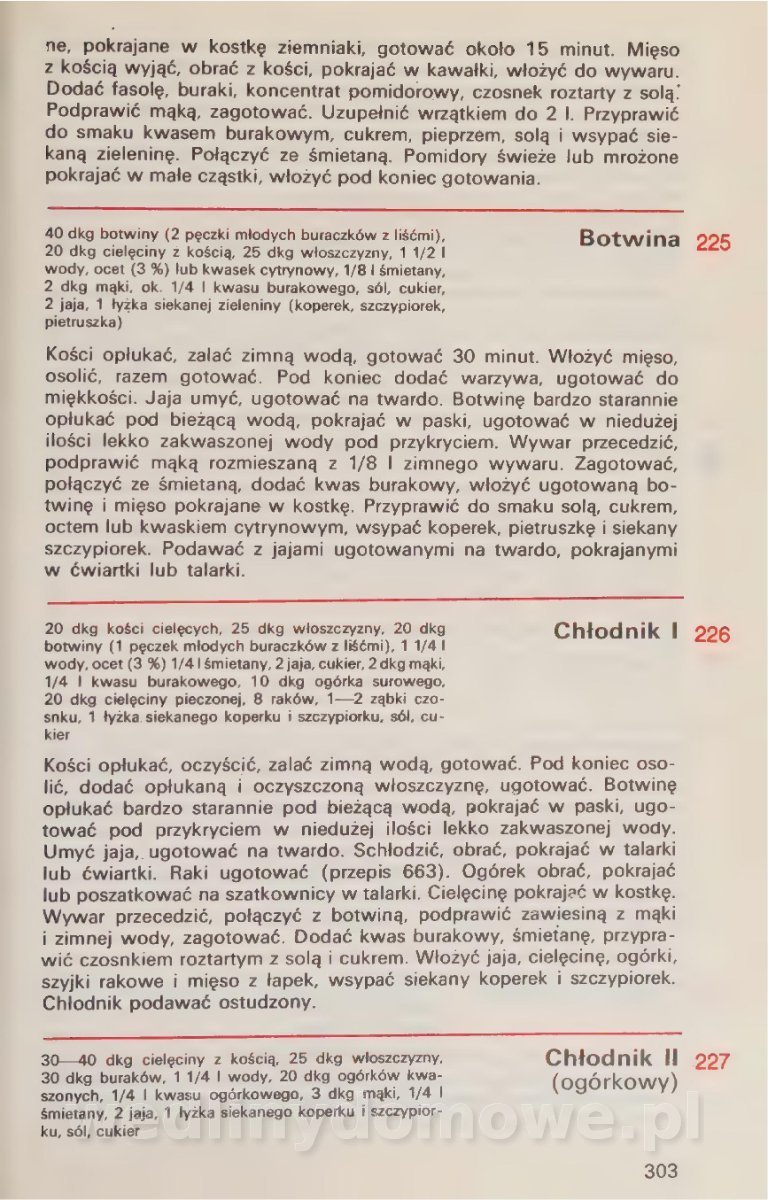 ne, pokrajane w kostkę ziemniaki, gotować około 15 minut. Mięso
z kością wyjąć, obrać z kości, pokrajać w kawałki, włożyć do wywaru.
Dodać fasolę, buraki, koncentrat pomidorowy, czosnek roztarty z solą.
Podprawić mąką, zagotować. Uzupełnić wrzątkiem do 2 l. Przyprawić
do smaku kwasem burakowym, cukrem, pieprzem, solą i wsypać sie-
kaną zieleninę. Połączyć ze śmietaną. Pomidory świeże lub mrożone
pokrajać w małe cząstki, włożyć pod koniec gotowania.
Botwina 225
40 dkg botwiny (2 pęczki młodych buraczków z liśćmi),
20 dkg cielęciny z kością, 25 dkg włoszczyzny, 1 1/2 l
wody, ocet (3 %) lub kwasek cytrynowy, 1/8 l śmietany,
2 dkg mąki, ok. 1/4 l kwasu burakowego, sól, cukier,
2 jaja, 1 łyżka siekanej zieleniny (koperek, szczypiorek,
pietruszka)
Kości opłukać, zalać zimną wodą, gotować 30 minut. Włożyć mięso,
osolić, razem gotować. Pod koniec dodać warzywa, ugotować do
miękkości. Jaja umyć, ugotować na twardo. Botwinę bardzo starannie
opłukać pod bieżącą wodą, pokrajać w paski, ugotować w niedużej
ilości lekko zakwaszonej wody pod przykryciem. Wywar przecedzić,
podprawić mąką rozmieszaną z 1/8 l zimnego wywaru. Zagotować,
połączyć ze śmietaną, dodać kwas burakowy, włożyć ugotowaną bo-
twinę i mięso pokrajane w kostkę. Przyprawić do smaku solą, cukrem,
octem lub kwaskiem cytrynowym, wsypać koperek, pietruszkę i siekany
szczypiorek. Podawać z jajami ugotowanymi na twardo, pokrajanymi
w ćwiartki lub talarki.
Chłodnik I 226
20 dkg kości cielęcych, 25 dkg włoszczyzny, 20 dkg
botwiny (1 pęczek młodych buraczków z liśćmi), 1 1/4 l
wody, ocet (3 %) 1/4 l śmietany, 2 jaja, cukier, 2 dkg mąki,
1/4 l kwasu burakowego, 10 dkg ogórka surowego,
20 dkg cielęciny pieczonej, 8 raków, 1—2 ząbki czo-
snku, 1 łyżka siekanego koperku i szczypiorku, sól, cu-
kier
Kości opłukać, oczyścić, zalać zimną wodą, gotować. Pod koniec oso-
lić, dodać opłukaną i oczyszczoną włoszczyznę, ugotować. Botwinę
opłukać bardzo starannie pod bieżącą wodą, pokrajać w paski, ugo-
tować pod przykryciem w niedużej ilości lekko zakwaszonej wody.
Umyć jaja, ugotować na twardo. Schłodzić, obrać, pokrajać w talarki
lub ćwiartki. Raki ugotować (przepis 663). Ogórek obrać, pokrajać
lub poszatkować na szatkownicy w talarki. Cielęcinę pokrajać w kostkę.
Wywar przecedzić, połączyć z botwiną, podprawić zawiesiną z mąki
i zimnej wody, zagotować. Dodać kwas burakowy, śmietanę, przypra-
wić czosnkiem roztartym z solą i cukrem. Włożyć jaja, cielęcinę, ogórki,
szyjki rakowe i mięso z łapek, wsypać siekany koperek i szczypiorek.
Chłodnik podawać ostudzony.
Chłodnik II 227
(ogórkowy)
30—40 dkg cielęciny z kością, 25 dkg włoszczyzny,
30 dkg buraków, 1 1/4 l wody, 20 dkg ogórków kwa-
szonych, 1/4 l kwasu ogórkowego, 3 dkg mąki, 1/4 l
śmietany, 2 jaja, 1 łyżka siekanego koperku i szczypior-
ku, sól, cukier
wedlinydomowe.pl
303